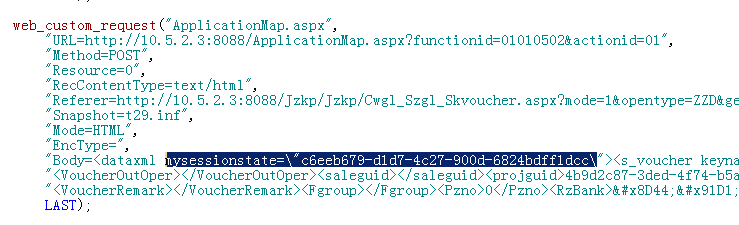 web_custom_request("ApplicationMap.aspx",
"URL=http://10.5.2.3:8088/ApplicationMap.aspx?functionid=01010502&actionid=01",
"Method=POST",
"Resource=0",
"RecContentType=text/html",
"Referer=http://10.5.2.3:8088/Jzkp/Jzkp/Cwgl_Szgl_Skvoucher.aspx?mode=1&opentype=ZZD&ge
"Snapshot=t29.inf",
"Mode=HTML",
"EncType=",
"Body=<dataxml mysessionstate=\"c6eeb679-d1d7-4c27-900d-6824bdff1dcc\"><s_voucher keyna
"<VoucherOutOper></VoucherOutOper><saleguid></saleguid><projguid>4b9d2c87-3ded-4f74-b5a
"<VoucherRemark></VoucherRemark><Fgroup></Fgroup><Pzno>0</Pzno><RzBank>&#x8D44;&#x91D1;
LAST);